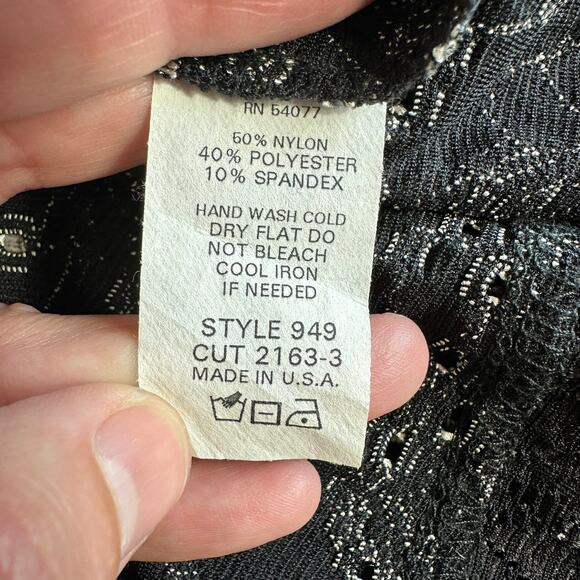 RN 54077
50% NYLON
40% POLYESTER
10% SPANDEX
HAND WASH COLD
DRY FLAT DO
NOT BLEACH
COOL IRON
IF NEEDED
STYLE 949
CUT 2163-3
MADE IN U.S.A.